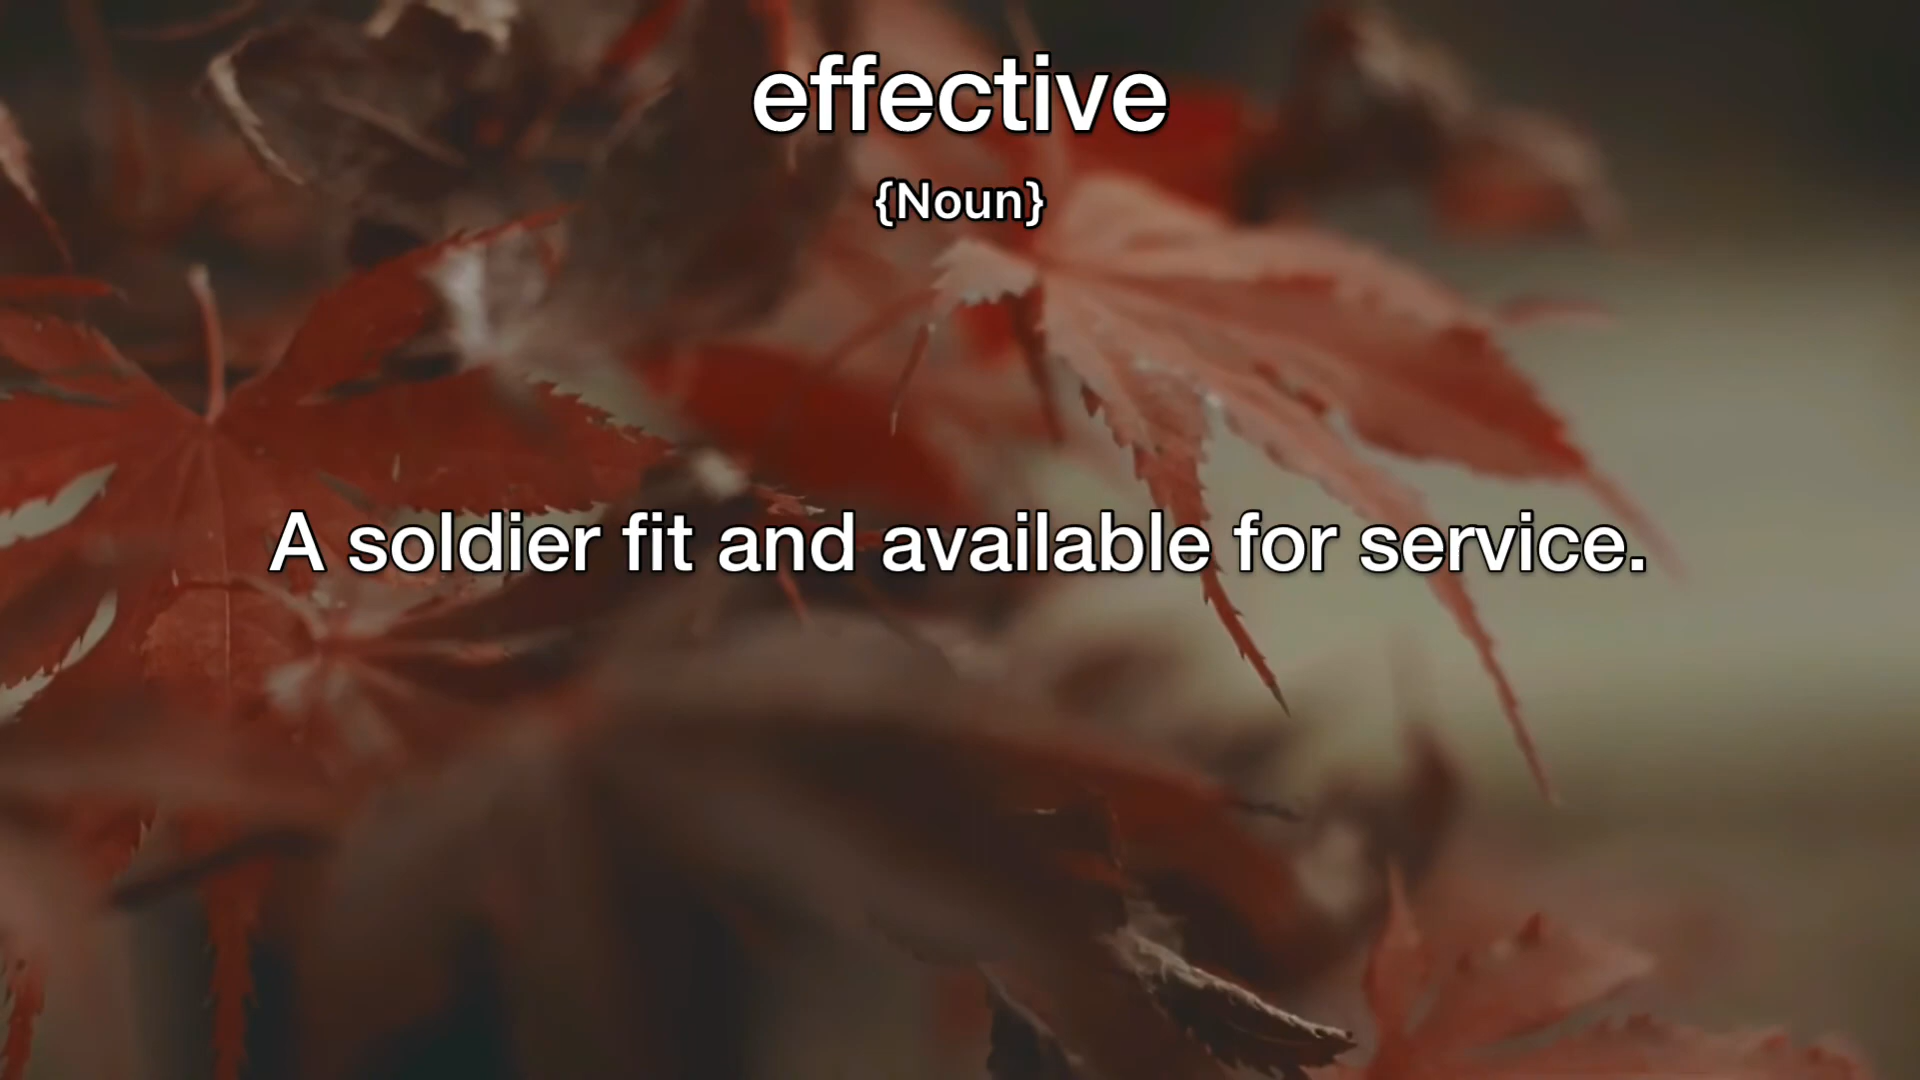 effective
{Noun}
A soldier fit and available for service.